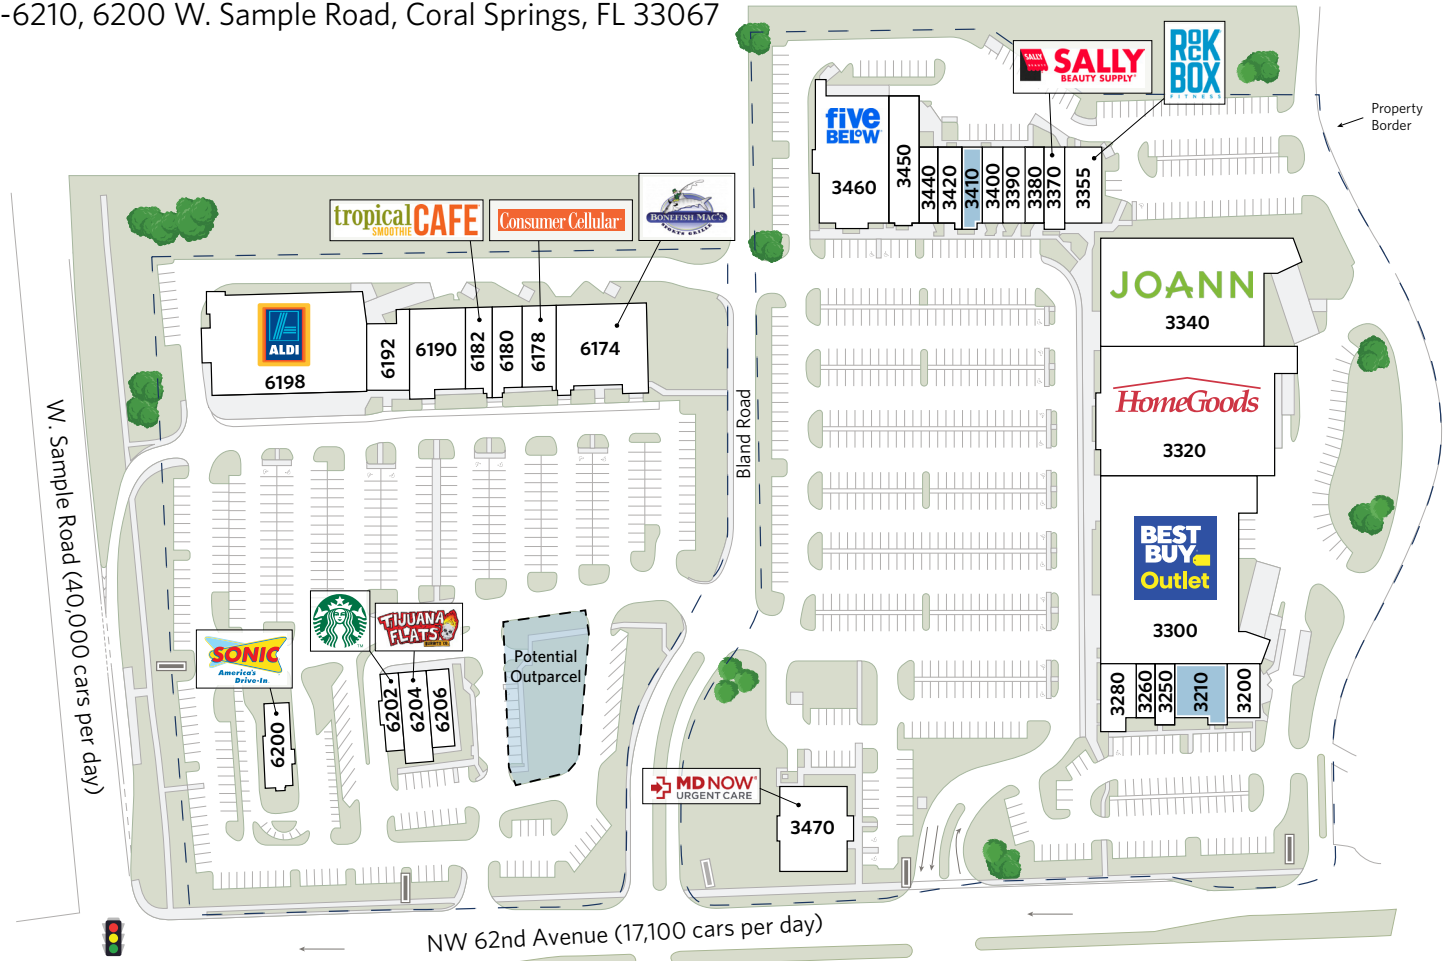 -6210, 6200 W. Sample Road, Coral Springs, FL 33067
SALLY
SALLY
BEAUTY SUPPLY
ROCK
BOX
FITNESS
Property
Border
five
BELOW
3460
3450
3440
3420
3410
3400
3390
3380
3370
3355
tropical
SMOOTHIE
CAFE
Consumer Cellular
BONEFISH MAC'S
SPORTS GRILLE
JOANN
3340
ALDI
6198
6192
6190
6182
6180
6178
6174
HomeGoods
3320
Bland Road
W. Sample Road (40,000 cars per day)
BEST
BUY
Outlet
3300
SONIC
America's
Drive-In
TIJUANA
FLATS
Potential
Outparcel
6200
6202
6204
6206
3280
3260
3250
3210
3200
MD NOW
URGENT CARE
3470
NW 62nd Avenue (17,100 cars per day)